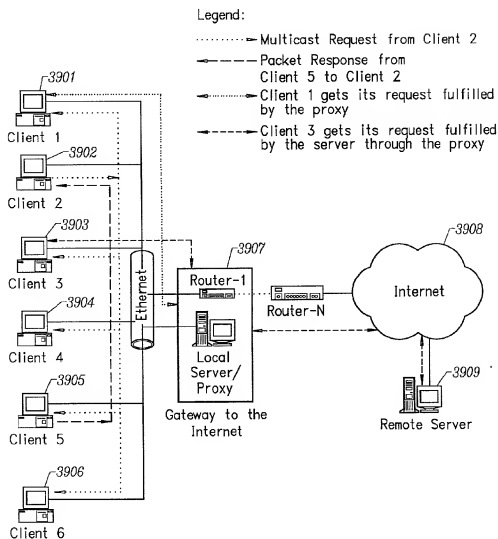 Legend:
Multicast Request from Client 2
Packet Response from
Client 5 to Client 2
Client 1 gets its request fulfilled
by the proxy
Client 3 gets its request fulfilled
by the server through the proxy
3901
Client 1
3902
Client 2
3903
Client 3
3904
Client 4
3905
Client 5
3906
Client 6
Ethernet
3907
Router-1
Local
Server/
Proxy
Gateway to the
Internet
Router-N
3908
Internet
3909
Remote Server